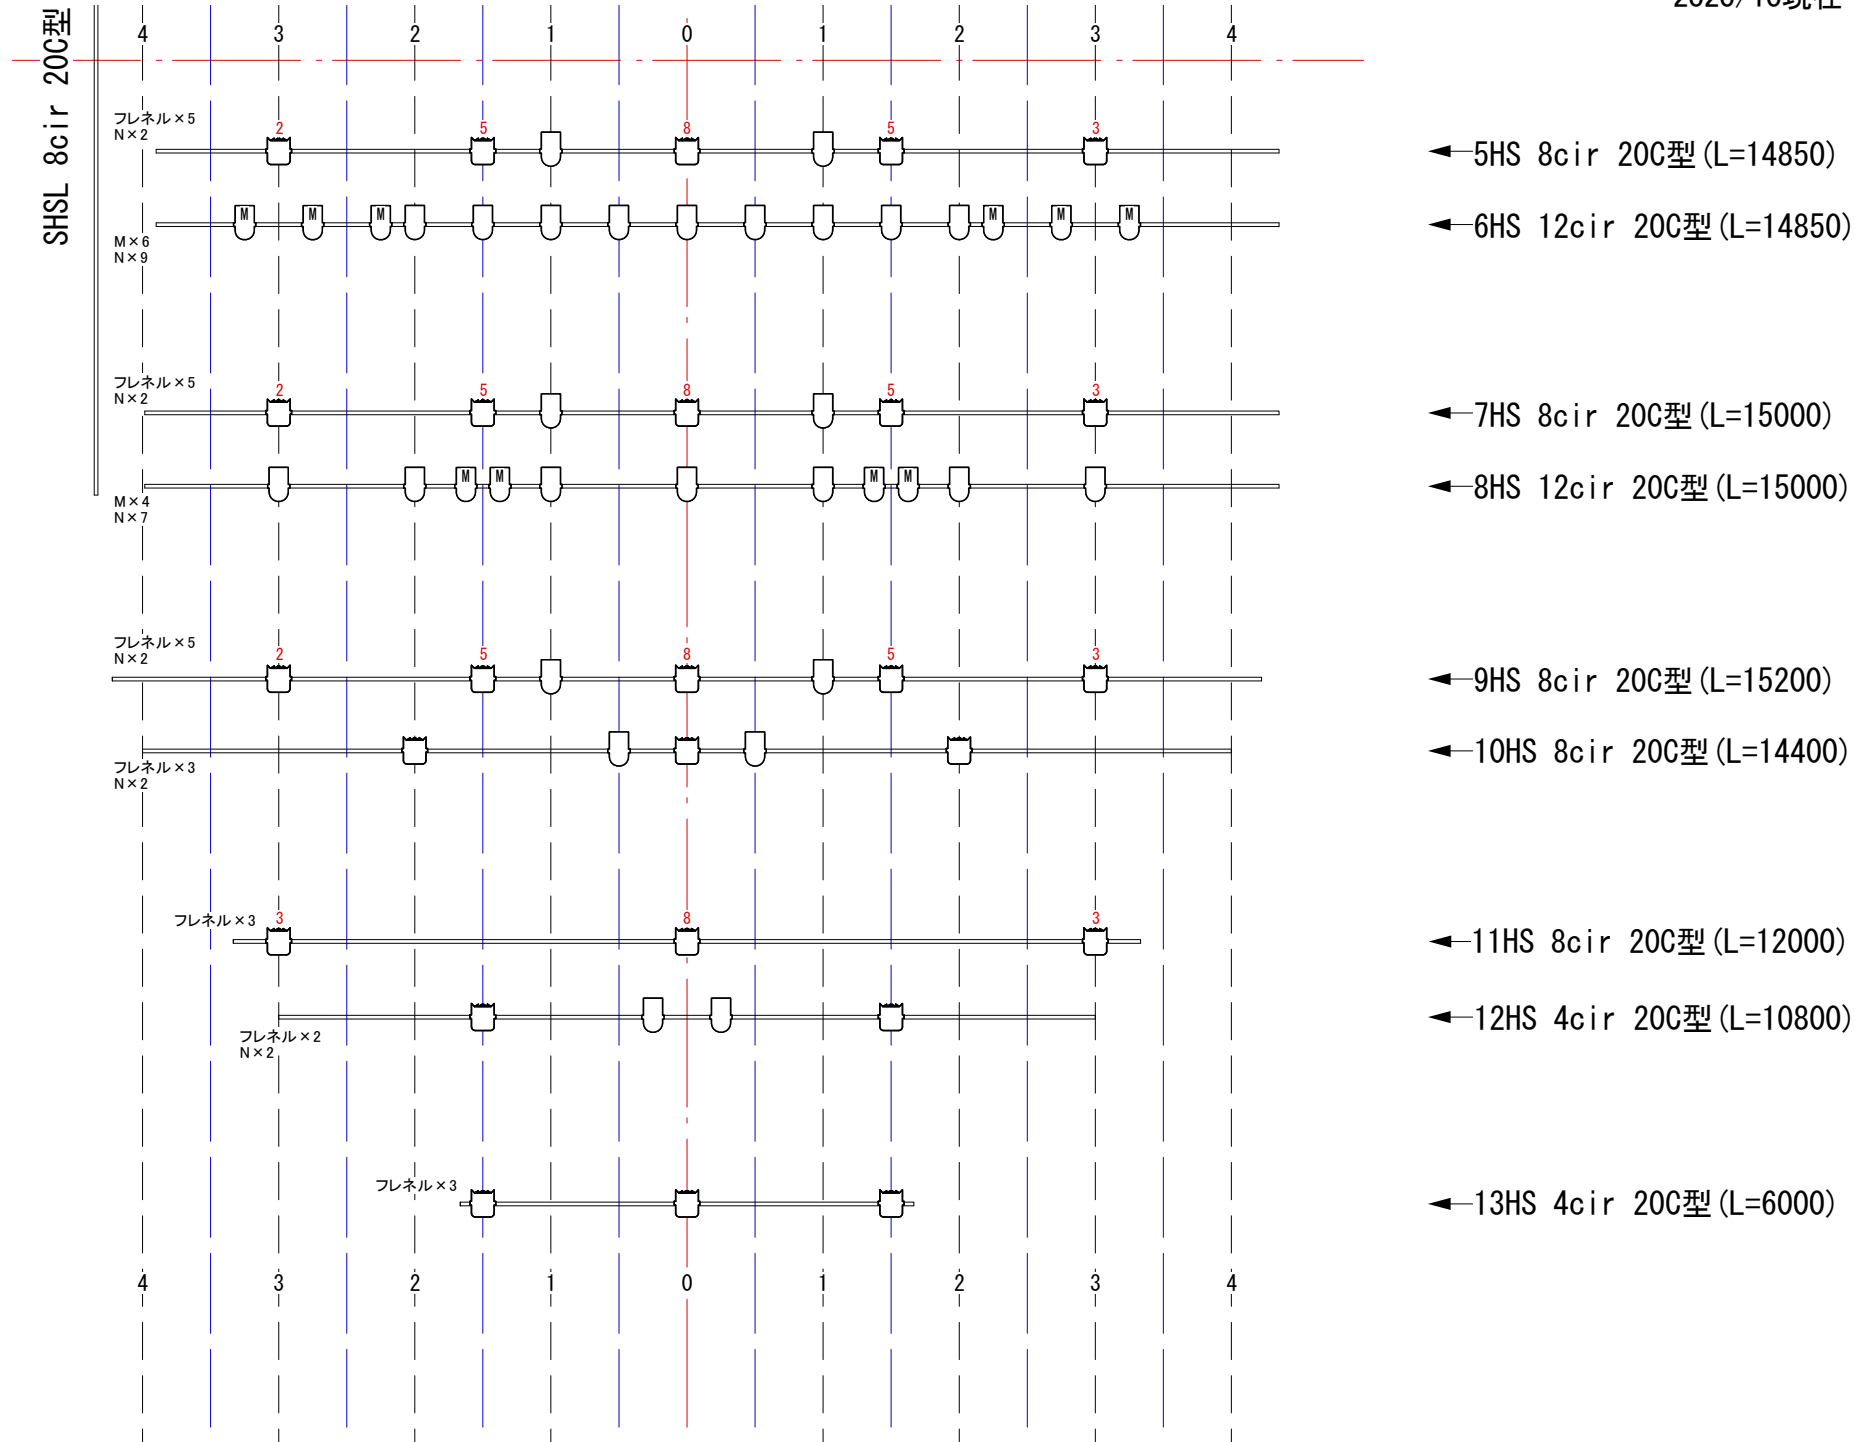 SHSL 8cir 20C型
4 3 2 1 0 1 2 3 4
フレネル×5
N×2
2 5 8 5 3
5HS 8cir 20C型(L=14850)
M M M M M M
M×6
N×9
6HS 12cir 20C型(L=14850)
フレネル×5
N×2
2 5 8 5 3
7HS 8cir 20C型(L=15000)
M M M M
M×4
N×7
8HS 12cir 20C型(L=15000)
フレネル×5
N×2
2 5 8 5 3
9HS 8cir 20C型(L=15200)
フレネル×3
N×2
10HS 8cir 20C型(L=14400)
フレネル×3
3 8 3
11HS 8cir 20C型(L=12000)
フレネル×2
N×2
12HS 4cir 20C型(L=10800)
フレネル×3
13HS 4cir 20C型(L=6000)
4 3 2 1 0 1 2 3 4